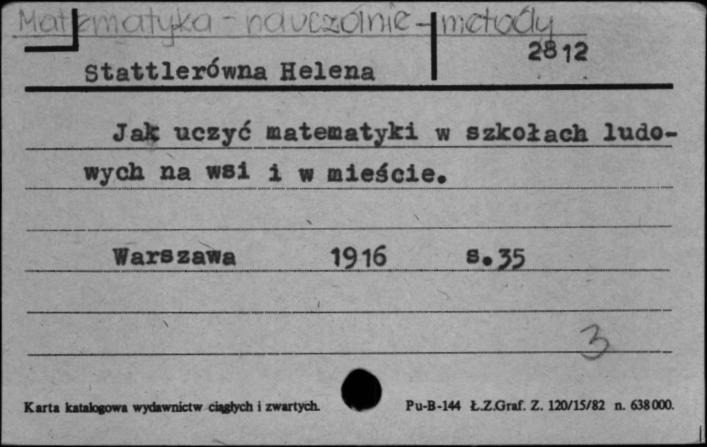 Matematyka - nauczanie - metody
2812
Stattlerówna Helena
Jak uczyć matematyki w szkołach ludo-
wych na wsi i w mieście.
Warszawa 1916 s.35
3
Karta katalogowa wydawnictw ciągłych i zwartych. Pu-B-144 Ł.Z.Graf. Z. 120/15/82 n. 638000.